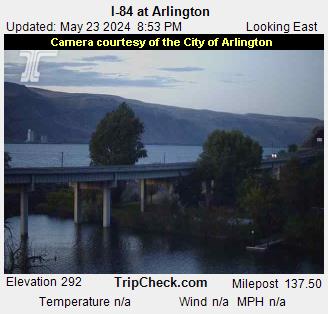 I-84 at Arlington
Updated: May 23 2024 8:53 PM Looking East
Camera courtesy of the City of Arlington
Elevation 292 TripCheck.com Milepost 137.50
Temperature n/a Wind n/a MPH n/a